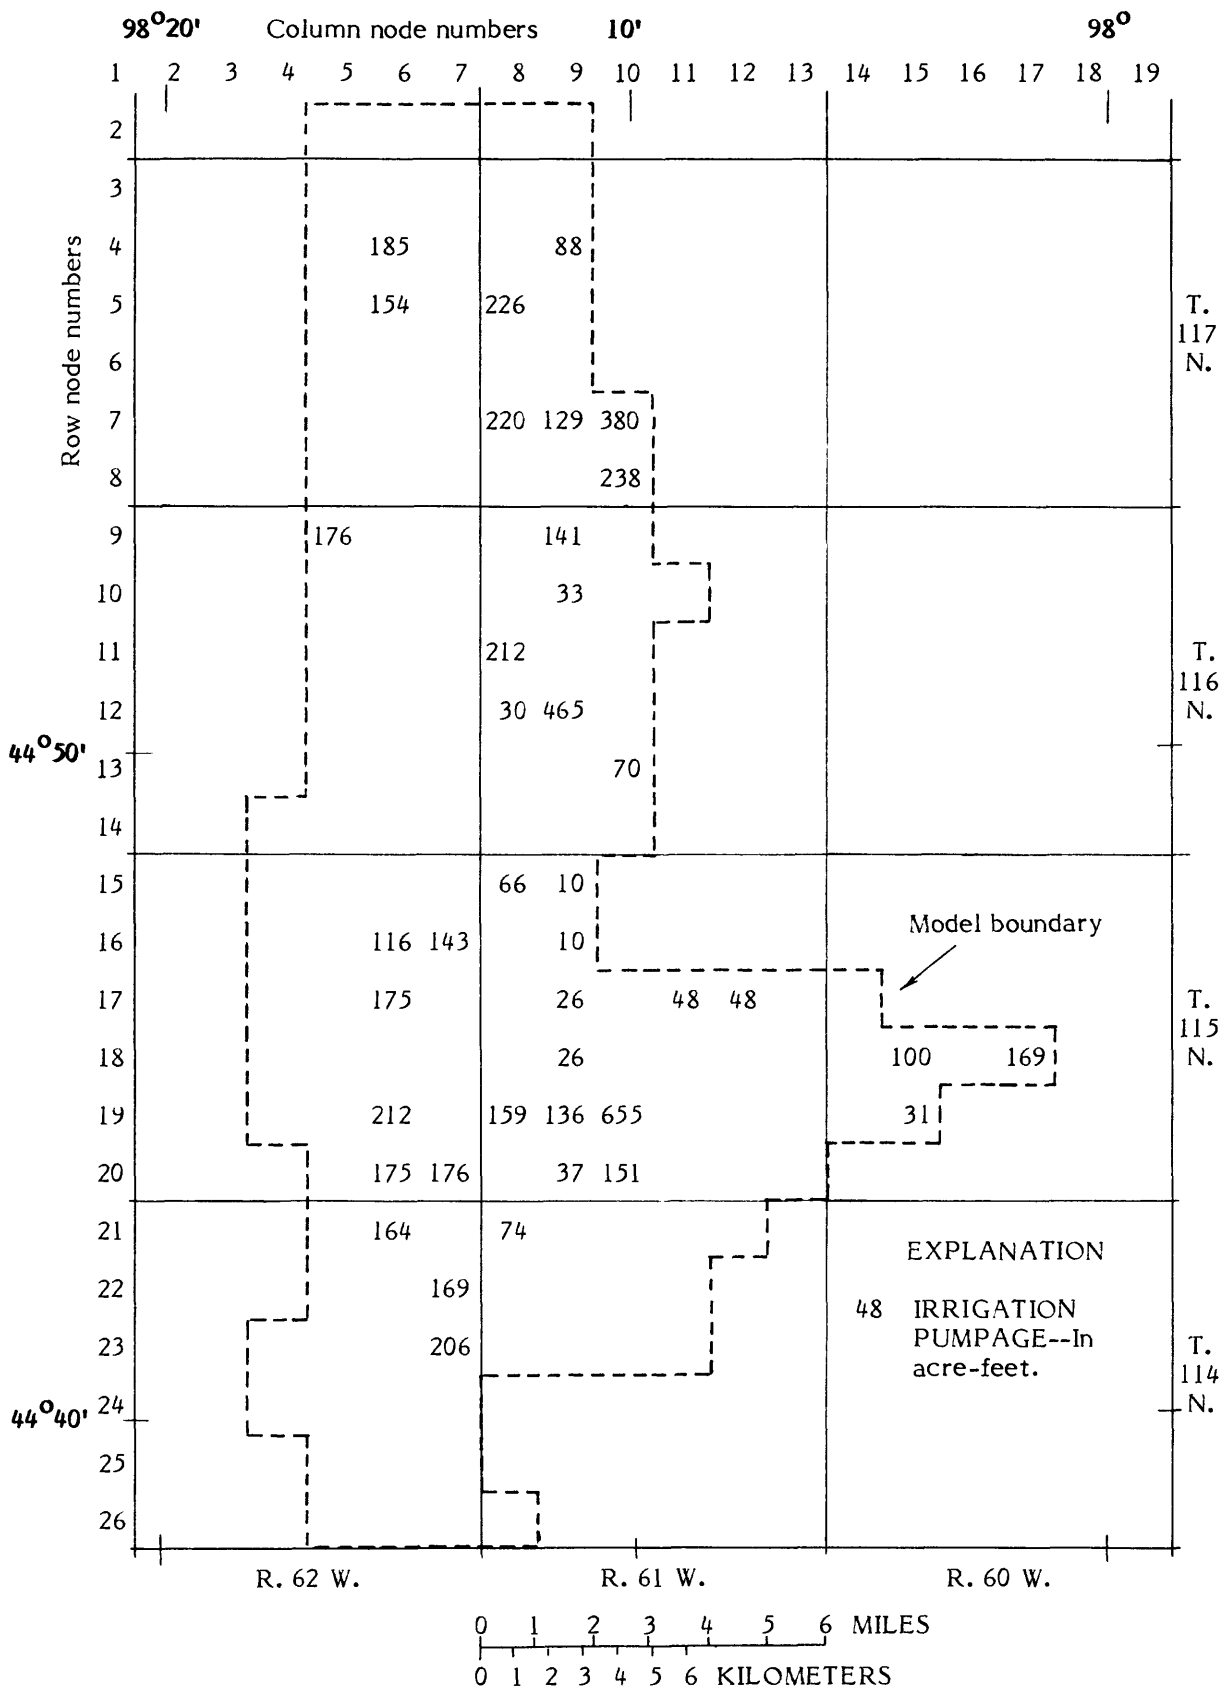 98°20' Column node numbers 10' 98°
1 2 3 4 5 6 7 8 9 10 11 12 13 14 15 16 17 18 19
Row node numbers
2
3
4 185 88
5 154 226
6
7 220 129 380
8 238
T. 117 N.
9 176 141
10 33
11 212
12 30 465
44°50'
13 70
14
T. 116 N.
15 66 10
16 116 143 10
Model boundary
17 175 26 48 48
18 26 100 169
19 212 159 136 655 31
20 175 176 37 151
T. 115 N.
21 164 74
22 169
23 206
24
44°40'
25
26
T. 114 N.
EXPLANATION
48 IRRIGATION
PUMPAGE--In
acre-feet.
R. 62 W. R. 61 W. R. 60 W.
0 1 2 3 4 5 6 MILES
0 1 2 3 4 5 6 KILOMETERS